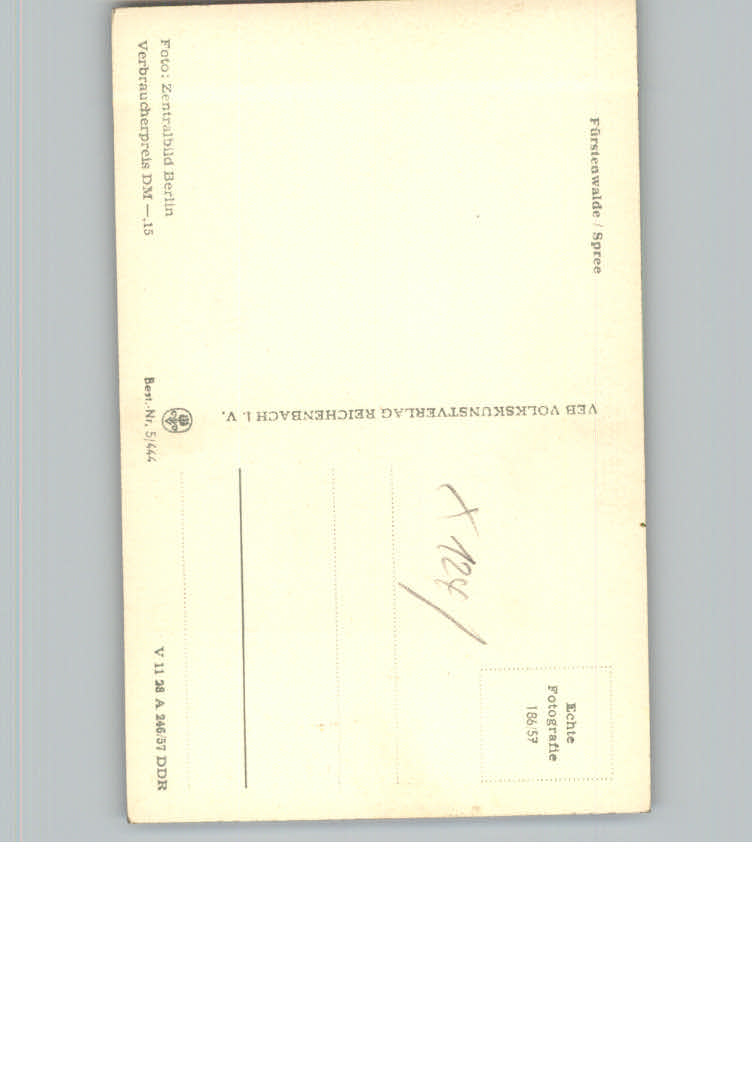 Fürstenwalde / Spree
Foto: Zentralbild Berlin
Verbraucherpreis DM —,15
VEB VOLKSKUNSTVERLAG REICHENBACH I. V.
Best.-Nr. 5/444
Echte
Fotografie
186/57
X 124
V 11 28 A 246/57 DDR